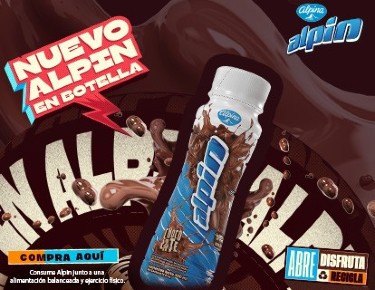 NUEVO
ALPIN
EN BOTELLA
Alpina
alpin
Alpina
alpin
CHOCO
LATE
COMPRA AQUÍ
Consume Alpin junto a una
alimentación balanceada y ejercicio físico.
ABRE
DISFRUTA
& RECICLA